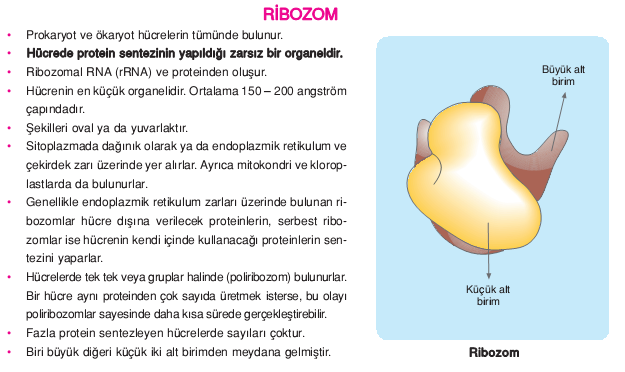 RİBOZOM
• Prokaryot ve ökaryot hücrelerin tümünde bulunur.
• Hücrede protein sentezinin yapıldığı zarsız bir organeldir.
• Ribozomal RNA (rRNA) ve proteinden oluşur.
• Hücrenin en küçük organelidir. Ortalama 150 – 200 angström
çapındadır.
• Şekilleri oval ya da yuvarlaktır.
• Sitoplazmada dağınık olarak ya da endoplazmik retikulum ve
çekirdek zarı üzerinde yer alırlar. Ayrıca mitokondri ve klorop-
lastlarda da bulunurlar.
• Genellikle endoplazmik retikulum zarları üzerinde bulunan ri-
bozomlar hücre dışına verilecek proteinlerin, serbest ribo-
zomlar ise hücrenin kendi içinde kullanacağı proteinlerin sen-
tezini yaparlar.
• Hücrelerde tek tek veya gruplar halinde (poliribozom) bulunurlar.
Bir hücre aynı proteinden çok sayıda üretmek isterse, bu olayı
poliribozomlar sayesinde daha kısa sürede gerçekleştirebilir.
• Fazla protein sentezleyen hücrelerde sayıları çoktur.
• Biri büyük diğeri küçük iki alt birimden meydana gelmiştir.
Büyük alt
birim
Küçük alt
birim
Ribozom